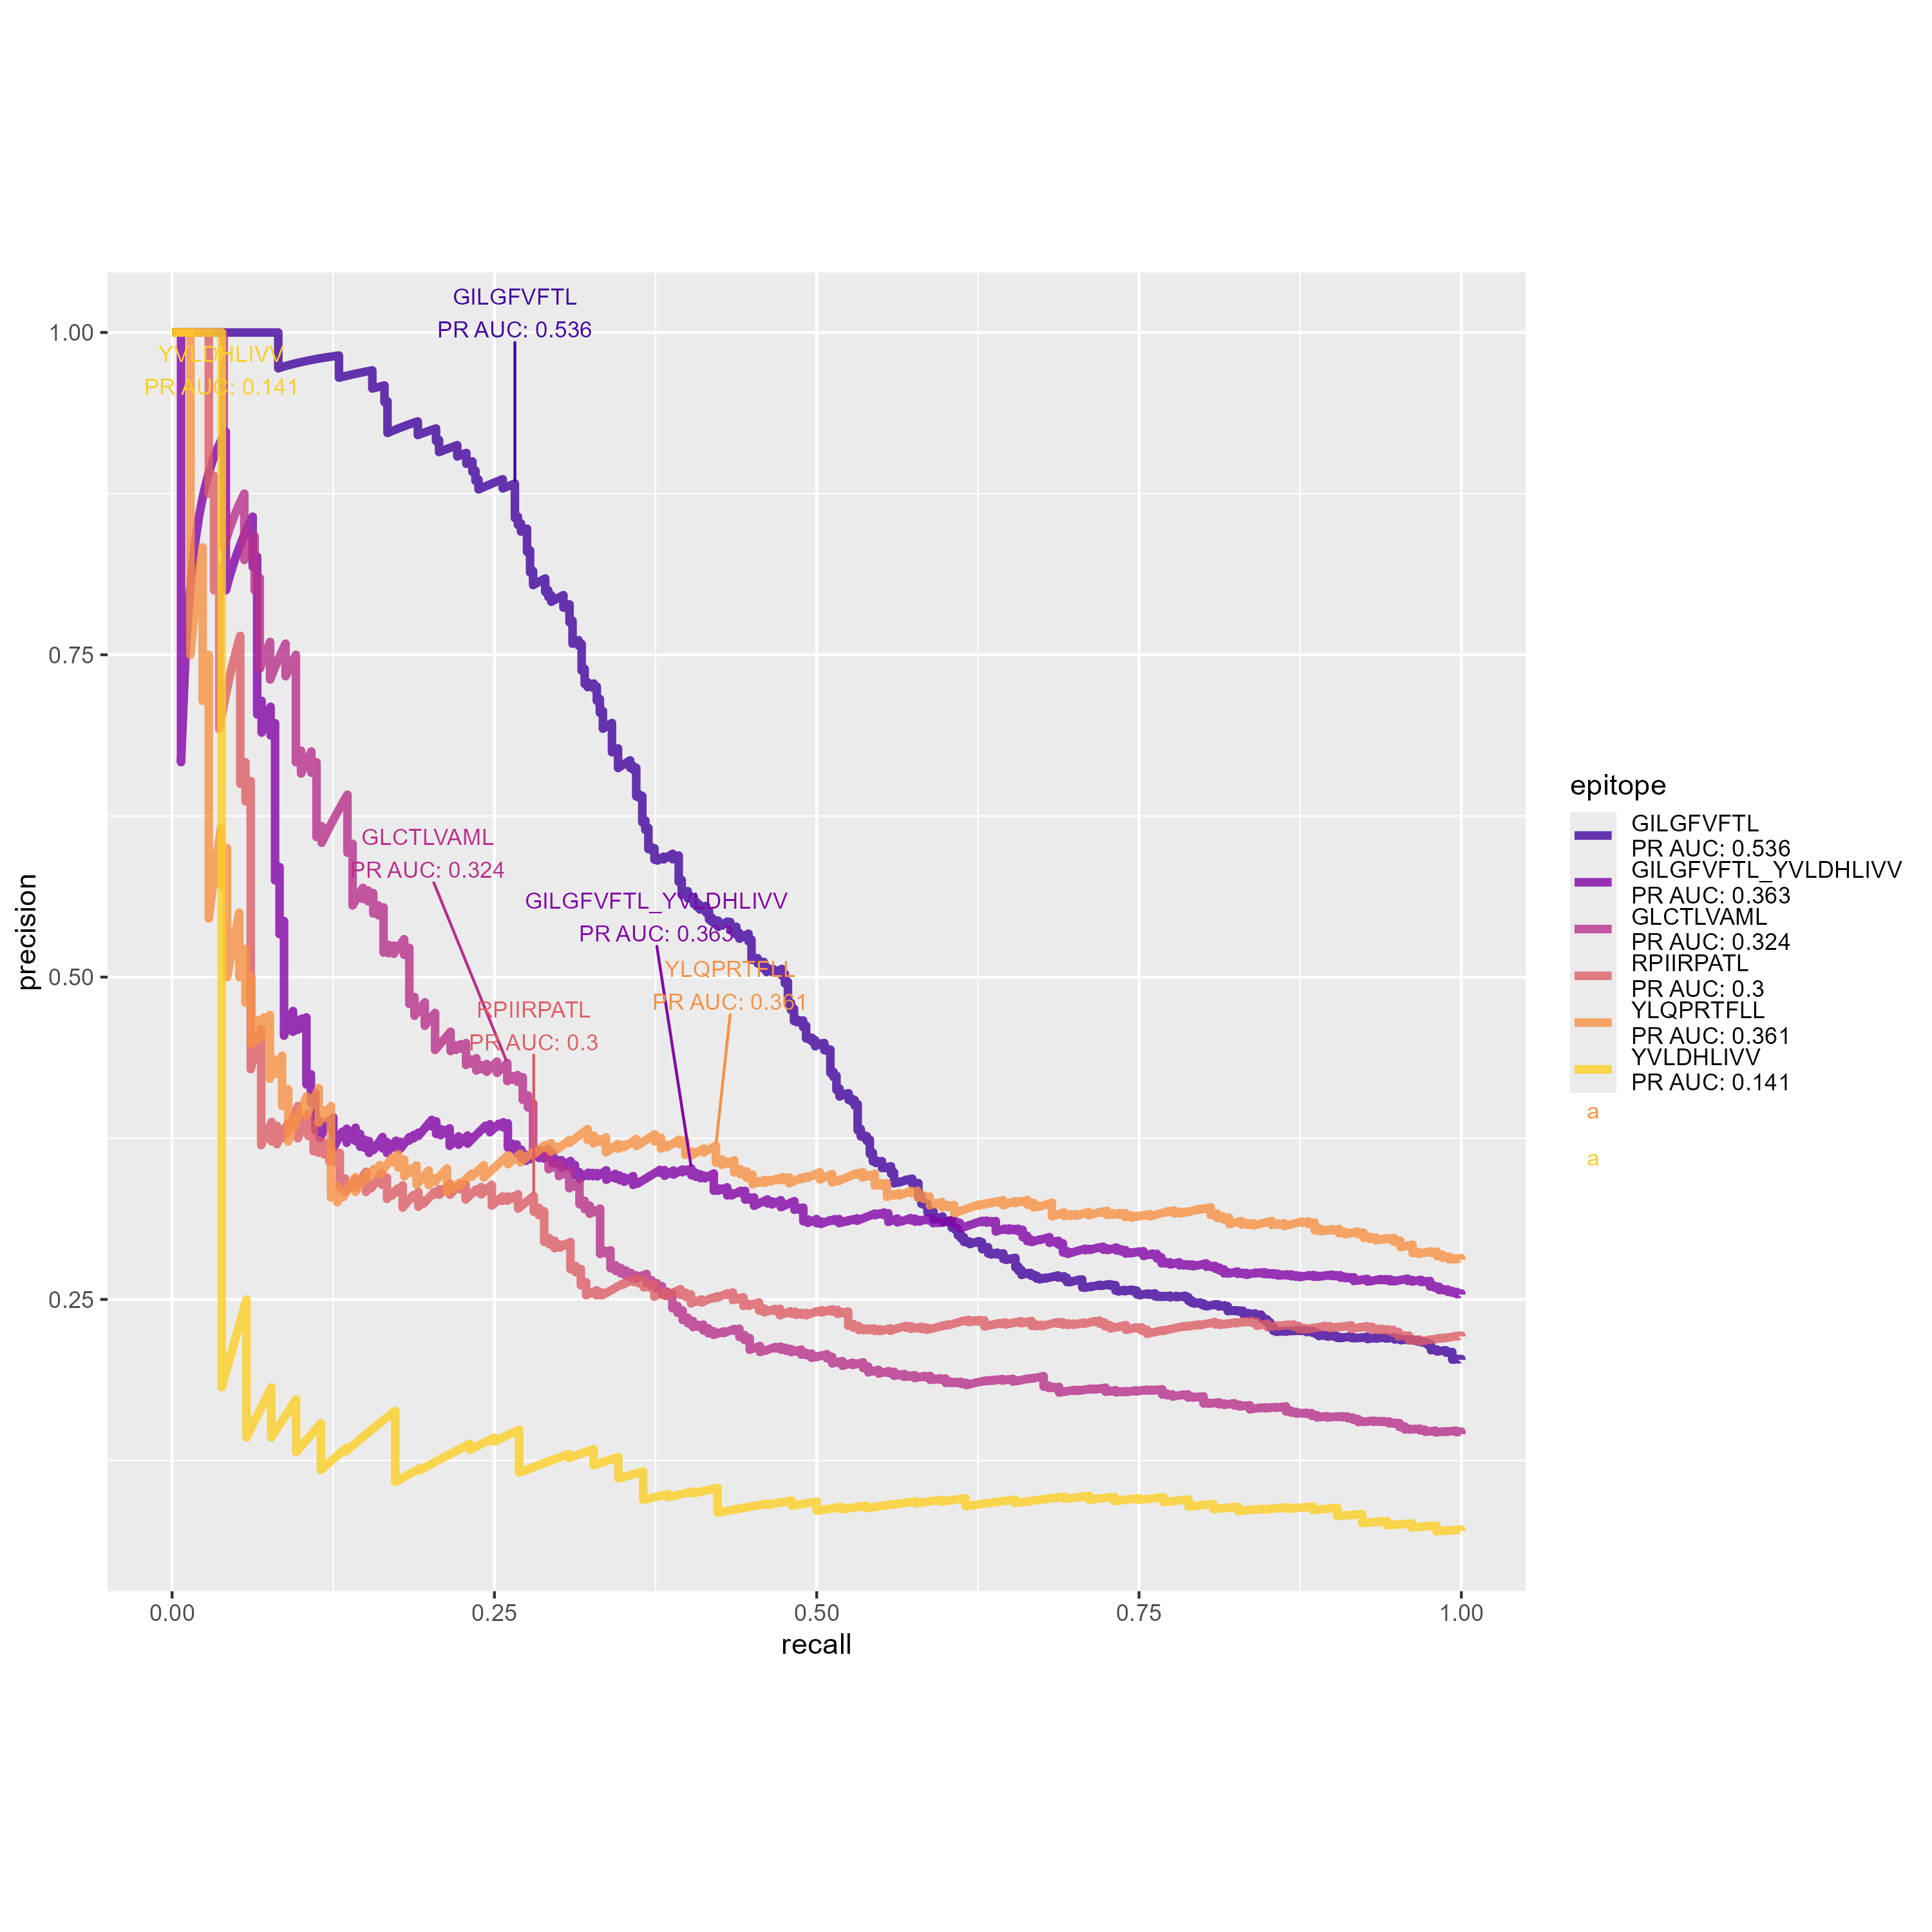 GILGFVFTL
PR AUC: 0.536
YVLDHLIVV
PR AUC: 0.141
GLCTLVAML
PR AUC: 0.324
GILGFVFTL_YVLDHLIVV
PR AUC: 0.363
YLQPRTFLL
PR AUC: 0.361
RPIIRPATL
PR AUC: 0.3
1.00
0.75
0.50
0.25
precision
0.00
0.25
0.50
0.75
1.00
recall
epitope
GILGFVFTL
PR AUC: 0.536
GILGFVFTL_YVLDHLIVV
PR AUC: 0.363
GLCTLVAML
PR AUC: 0.324
RPIIRPATL
PR AUC: 0.3
YLQPRTFLL
PR AUC: 0.361
YVLDHLIVV
PR AUC: 0.141
a
a